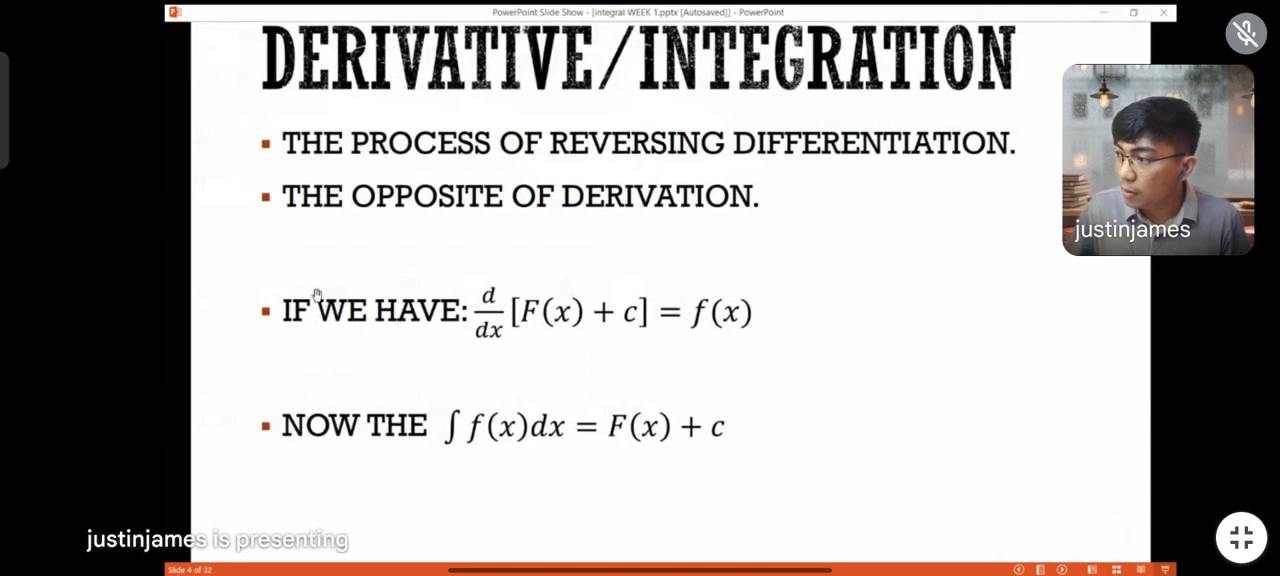 PowerPoint Slide Show - [integral WEEK 1.pptx [Autosaved]] - PowerPoint
DERIVATIVE/INTEGRATION
▪ THE PROCESS OF REVERSING DIFFERENTIATION.
▪ THE OPPOSITE OF DERIVATION.
▪ IF WE HAVE: d/dx [F(x) + c] = f(x)
▪ NOW THE ∫ f(x)dx = F(x) + c
justinjames
justinjames is presenting
Slide 4 of 32